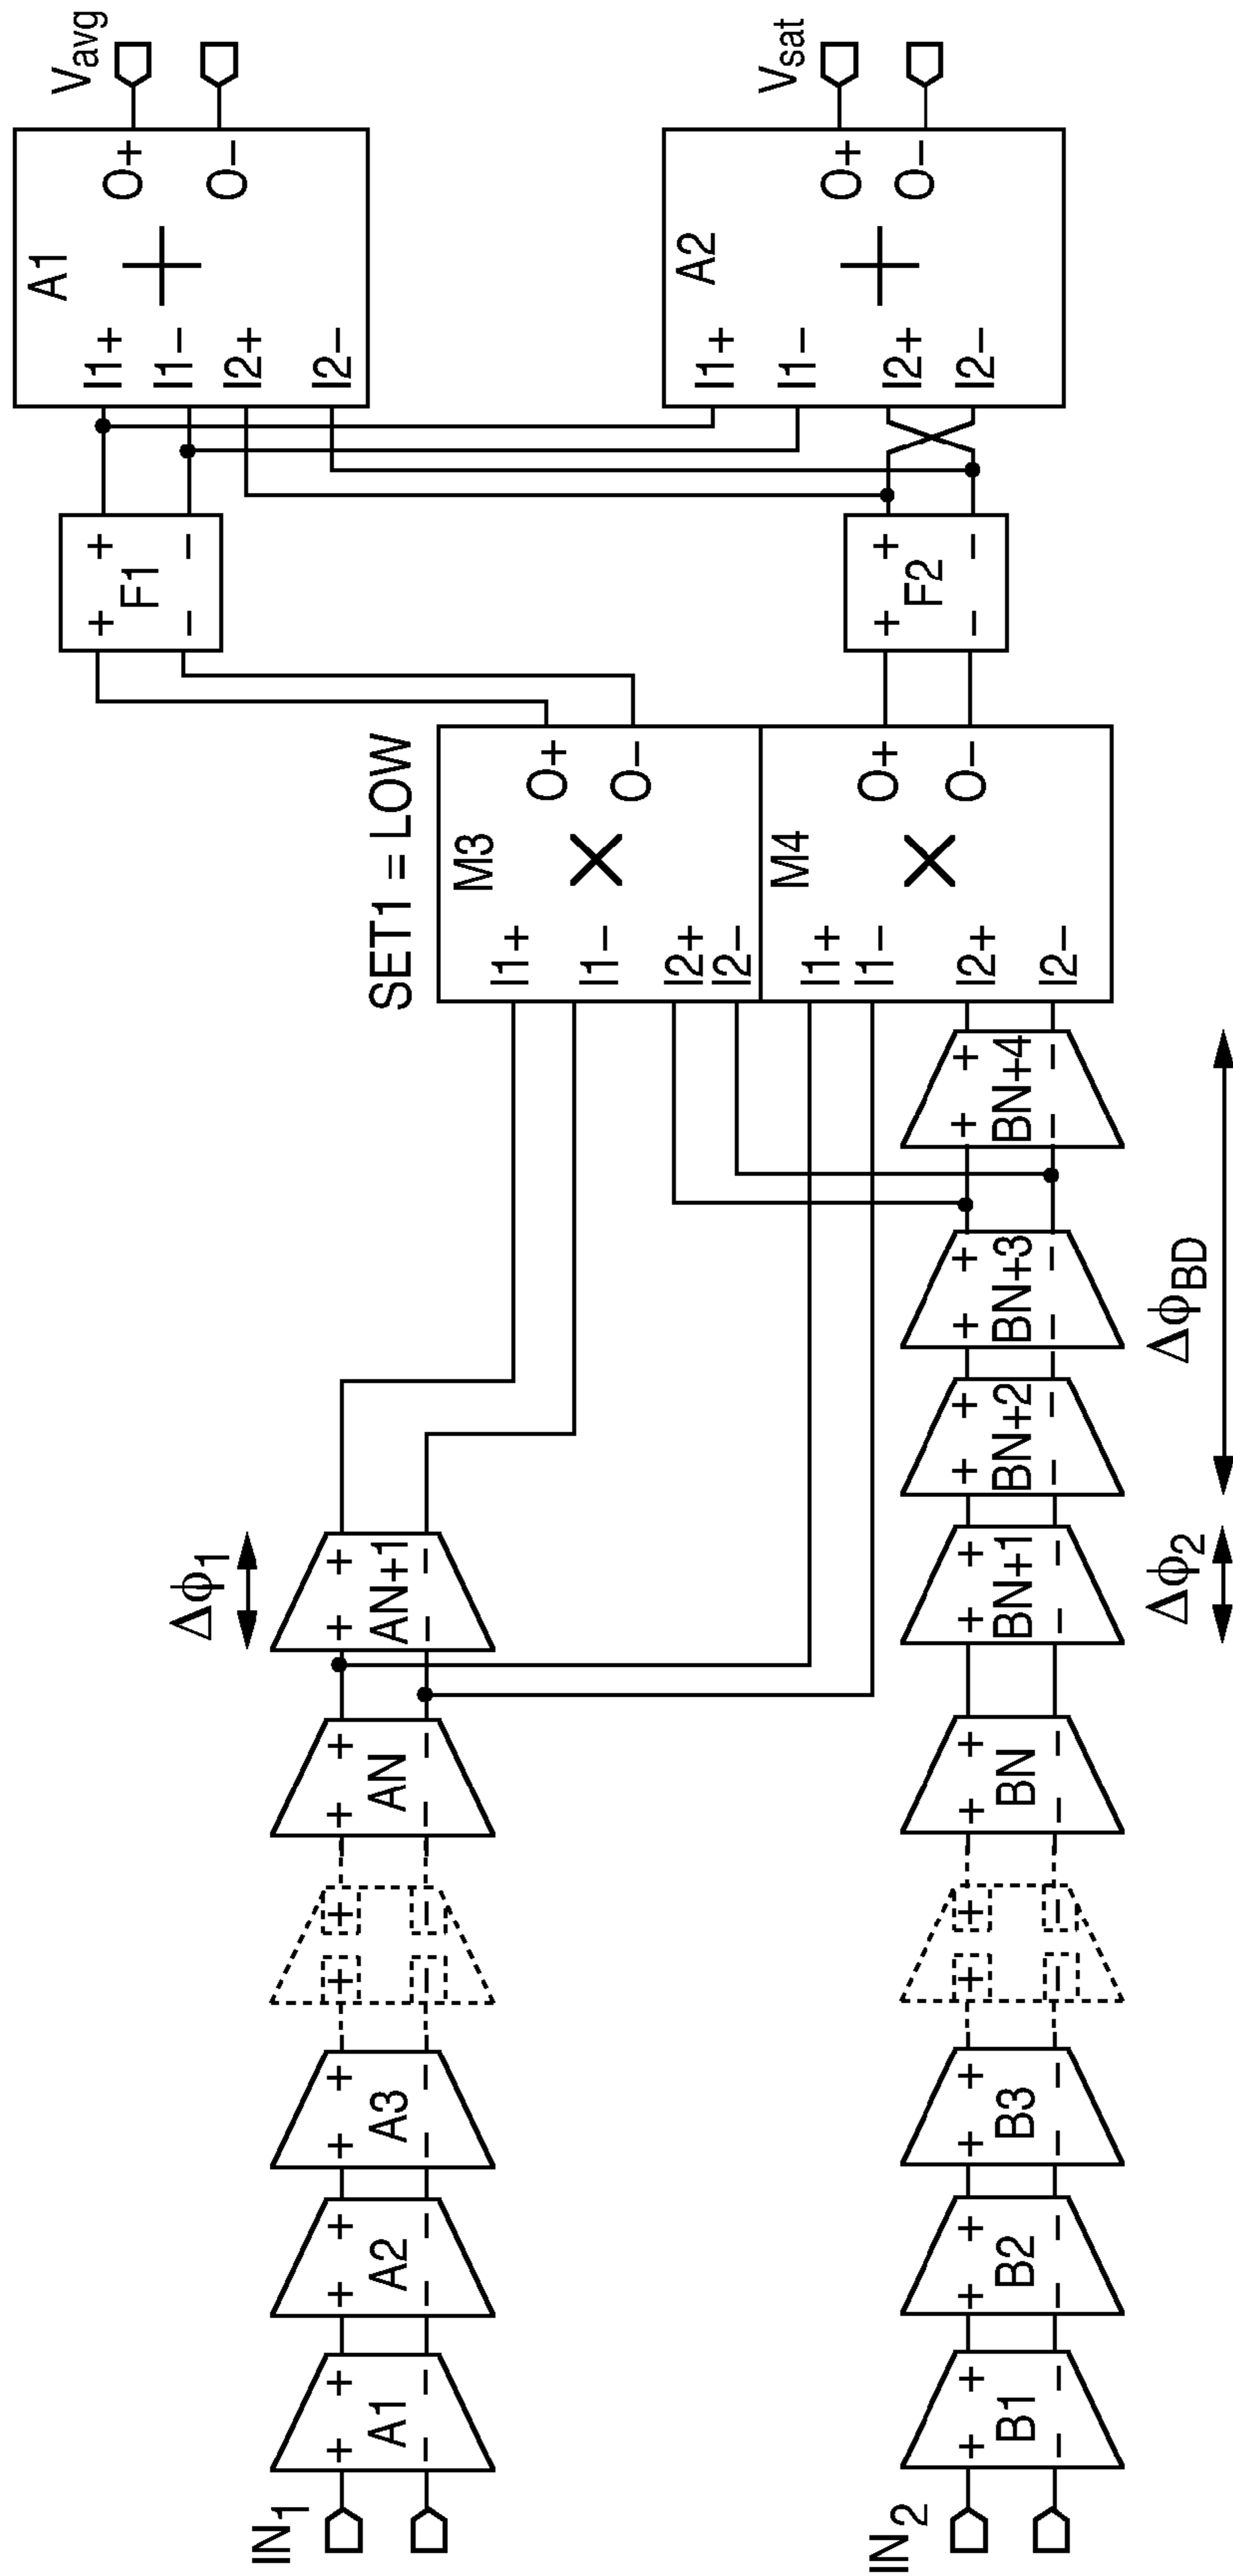 IN1
+ + A1 − −
+ + A2 − −
+ + A3 − −
+ + − −
+ + AN − −
Δϕ1
+ + AN+1 − −
SET1 = LOW
M3
I1+
I1−
I2+
I2−
×
O+
O−
M4
I1+
I1−
I2+
I2−
×
O+
O−
+ + F1 − −
+ + F2 − −
A1
I1+
I1−
I2+
I2−
+
O+
O−
Vavg
A2
I1+
I1−
I2+
I2−
+
O+
O−
Vsat
IN2
+ + B1 − −
+ + B2 − −
+ + B3 − −
+ + − −
+ + BN − −
+ + BN+1 − −
Δϕ2
+ + BN+2 − −
+ + BN+3 − −
+ + BN+4 − −
ΔϕBD